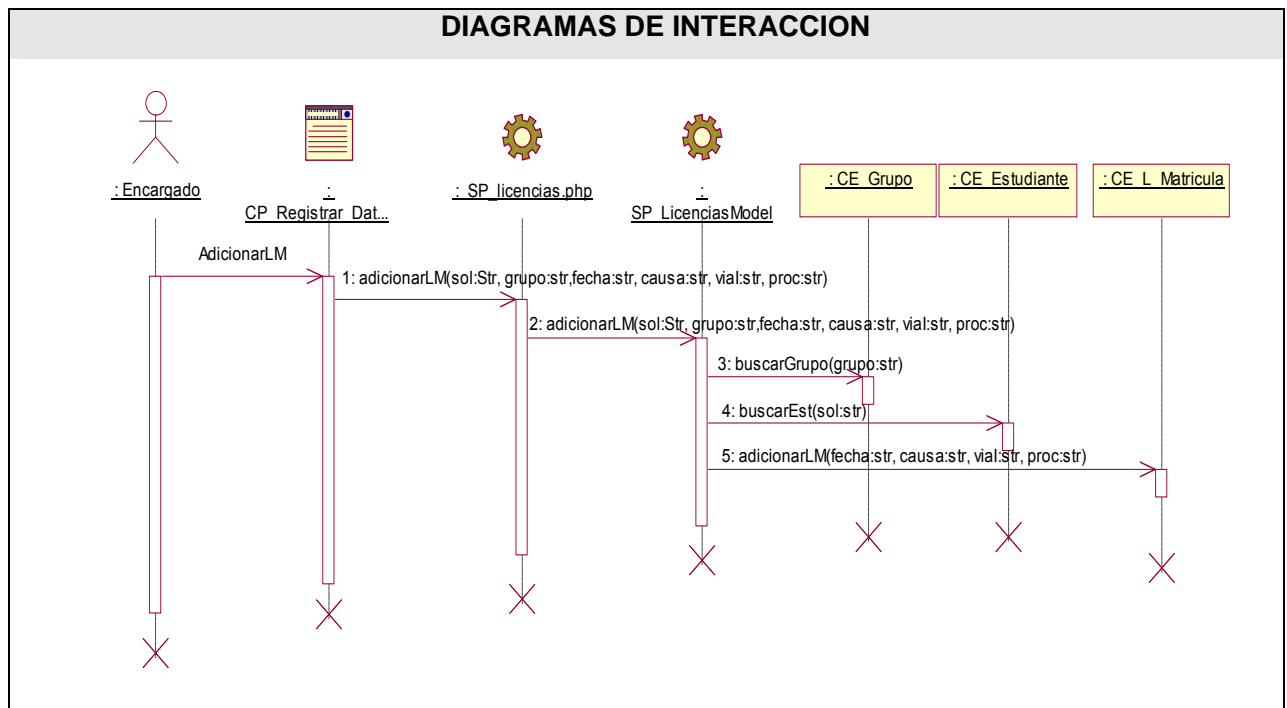 DIAGRAMAS DE INTERACCION
: Encargado
:
CP_Registrar_Dat...
: SP_licencias.php
:
SP_LicenciasModel
: CE_Grupo
: CE_Estudiante
: CE_L_Matricula
AdicionarLM
1: adicionarLM(sol:Str, grupo:str,fecha:str, causa:str, vial:str, proc:str)
2: adicionarLM(sol:Str, grupo:str,fecha:str, causa:str, vial:str, proc:str)
3: buscarGrupo(grupo:str)
4: buscarEst(sol:str)
5: adicionarLM(fecha:str, causa:str, vial:str, proc:str)